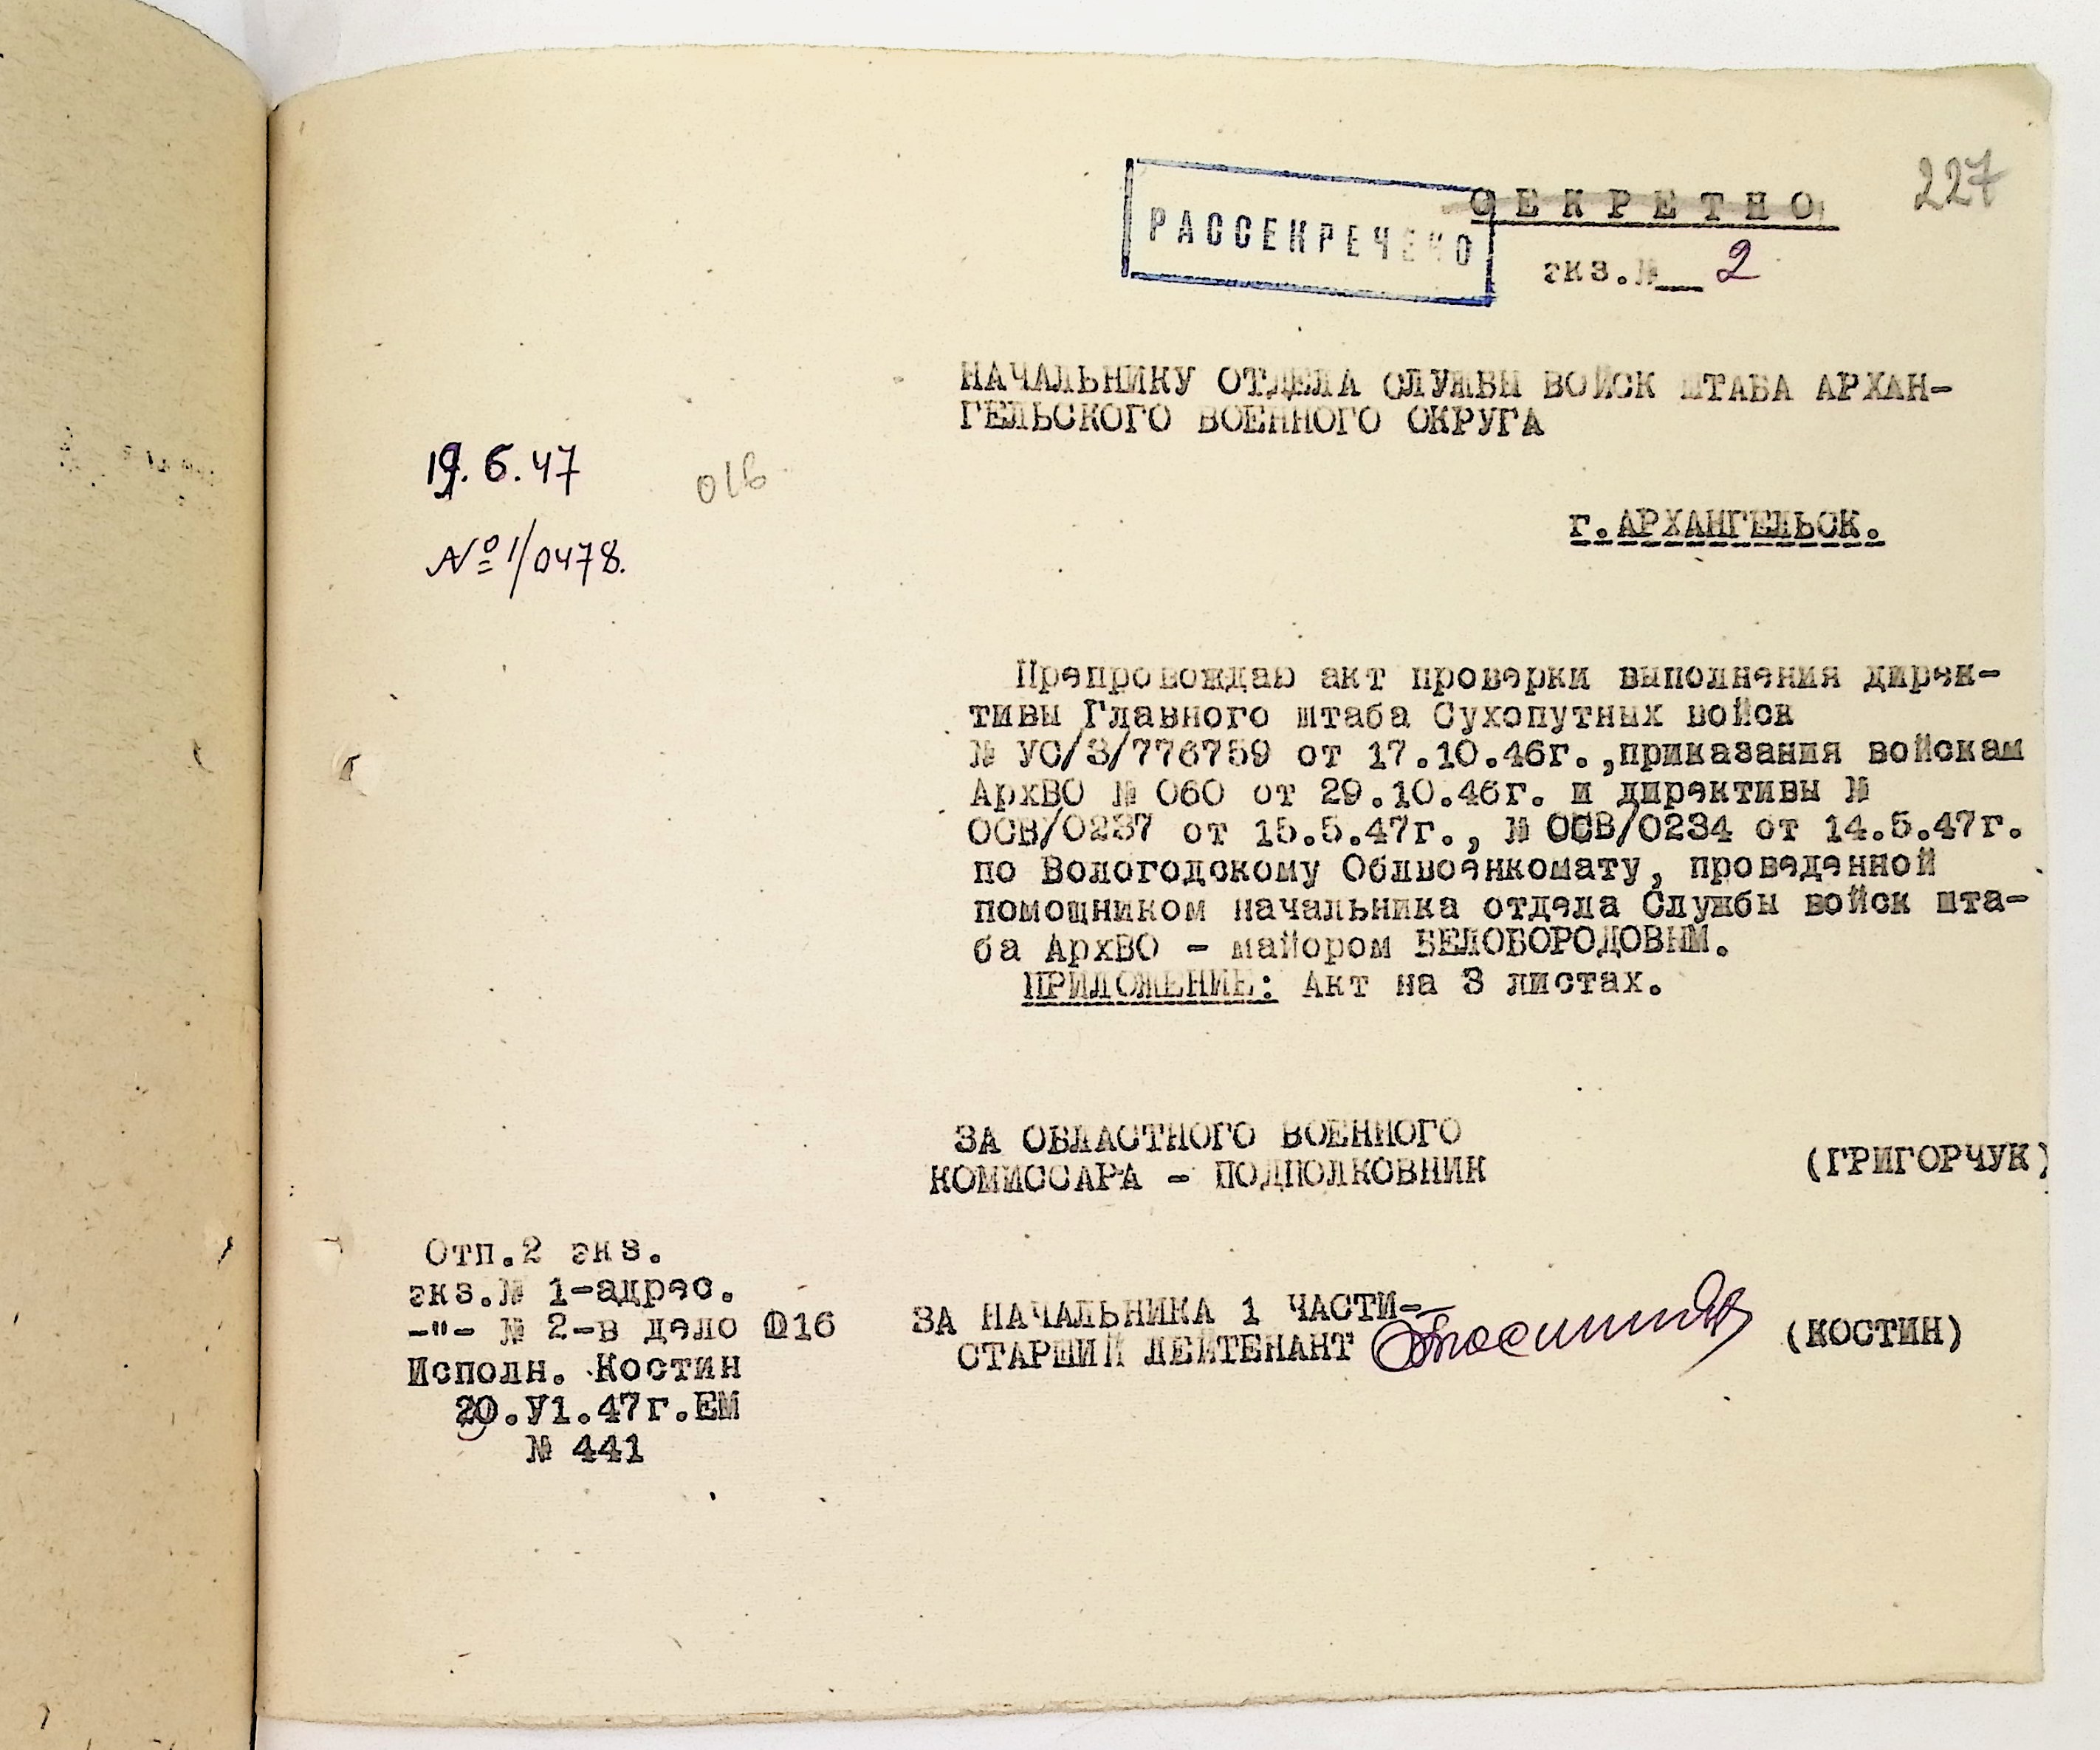 227
СЕКРЕТНО
РАССЕКРЕЧЕНО
экз.№ 2
НАЧАЛЬНИКУ ОТДЕЛА СЛУЖБЫ ВОЙСК ШТАБА АРХАН-
ГЕЛЬСКОГО ВОЕННОГО ОКРУГА
19.6.47
016
№ 1/0478.
г.АРХАНГЕЛЬСК.
Препровождаю акт проверки выполнения дирек-
тивы Главного штаба Сухопутных войск
№ УС/3/776759 от 17.10.46г.,приказания войскам
АрхВО № 060 от 29.10.46г. и директивы №
ОСВ/0237 от 15.5.47г., № ОСВ/0234 от 14.5.47г.
по Вологодскому Облвоенкомату, проведенной
помощником начальника отдела Службы войск шта-
ба АрхВО - майором БЕЛОБОРОДОВЫМ.
ПРИЛОЖЕНИЕ: Акт на 3 листах.
ЗА ОБЛАСТНОГО ВОЕННОГО
КОМИССАРА - ПОДПОЛКОВНИК (ГРИГОРЧУК)
ЗА НАЧАЛЬНИКА 1 ЧАСТИ-
СТАРШИЙ ЛЕЙТЕНАНТ (КОСТИН)
Отп.2 экз.
экз.№ 1-адрес.
-"- № 2-в дело 016
Исполн. Костин
20.У1.47г.ЕМ
№ 441